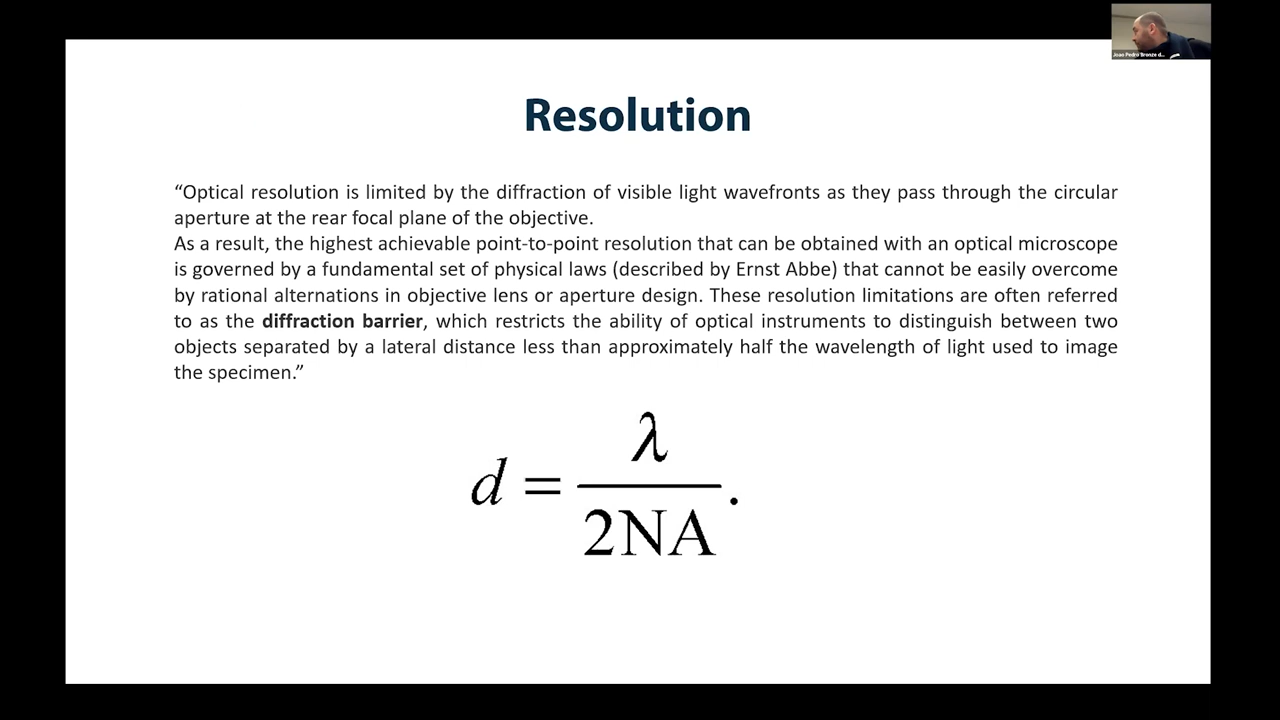 Joao Pedro Bronze d...
Resolution
“Optical resolution is limited by the diffraction of visible light wavefronts as they pass through the circular
aperture at the rear focal plane of the objective.
As a result, the highest achievable point-to-point resolution that can be obtained with an optical microscope
is governed by a fundamental set of physical laws (described by Ernst Abbe) that cannot be easily overcome
by rational alternations in objective lens or aperture design. These resolution limitations are often referred
to as the diffraction barrier, which restricts the ability of optical instruments to distinguish between two
objects separated by a lateral distance less than approximately half the wavelength of light used to image
the specimen.”
d = λ / 2NA.